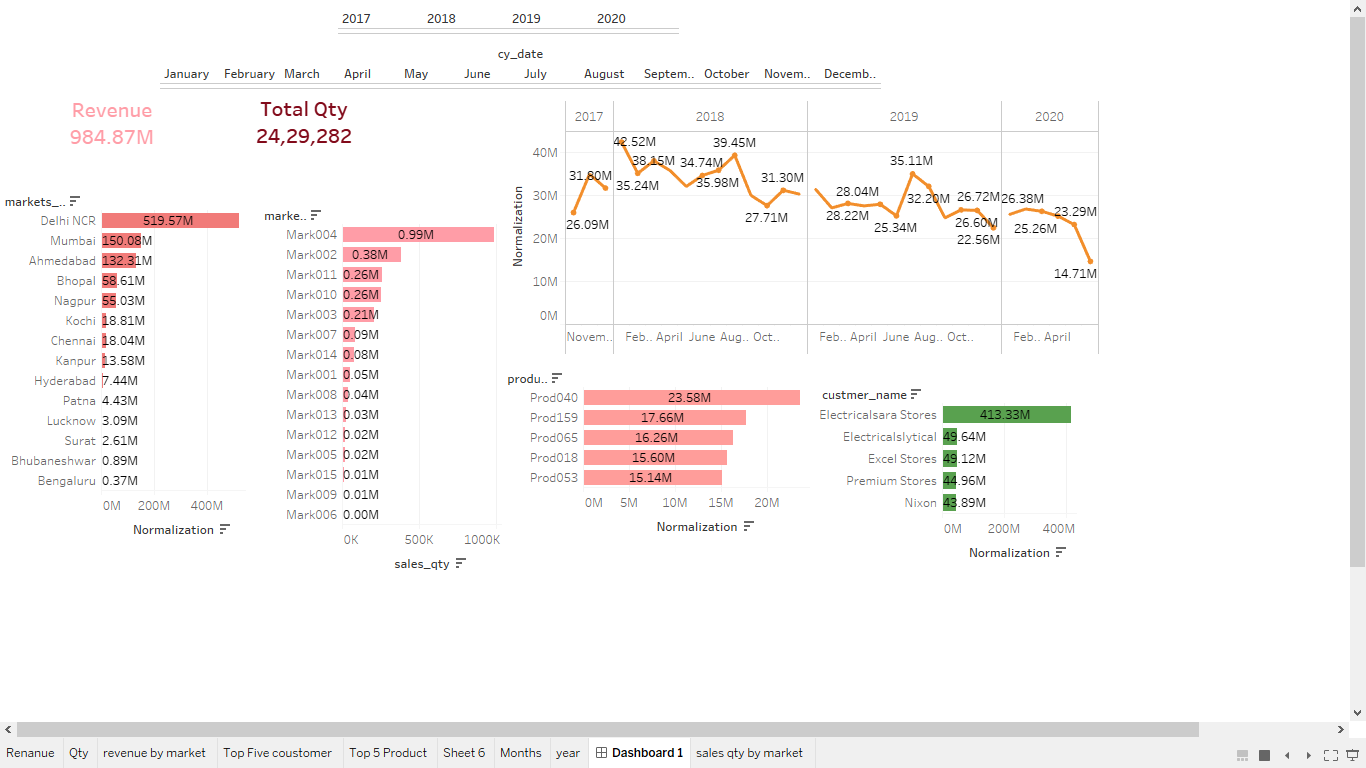 2017 2018 2019 2020
cy_date
January February March April May June July August Septem.. October Novem.. Decemb..
Revenue
984.87M
Total Qty
24,29,282
markets_..
Delhi NCR 519.57M
Mumbai 150.08M
Ahmedabad 132.31M
Bhopal 58.61M
Nagpur 55.03M
Kochi 18.81M
Chennai 18.04M
Kanpur 13.58M
Hyderabad 7.44M
Patna 4.43M
Lucknow 3.09M
Surat 2.61M
Bhubaneshwar 0.89M
Bengaluru 0.37M
0M 200M 400M
Normalization
marke..
Mark004 0.99M
Mark002 0.38M
Mark011 0.26M
Mark010 0.26M
Mark003 0.21M
Mark007 0.09M
Mark014 0.08M
Mark001 0.05M
Mark008 0.04M
Mark013 0.03M
Mark012 0.02M
Mark005 0.02M
Mark015 0.01M
Mark009 0.01M
Mark006 0.00M
0K 500K 1000K
sales_qty
2017 2018 2019 2020
Normalization
40M
30M
20M
10M
0M
31.80M
26.09M
42.52M
35.24M
38.15M
34.74M
35.98M
39.45M
27.71M
31.30M
28.04M
28.22M
25.34M
35.11M
32.20M
26.72M
26.60M
22.56M
26.38M
25.26M
23.29M
14.71M
Novem.. Feb.. April June Aug.. Oct.. Feb.. April June Aug.. Oct.. Feb.. April
produ..
Prod040 23.58M
Prod159 17.66M
Prod065 16.26M
Prod018 15.60M
Prod053 15.14M
0M 5M 10M 15M 20M
Normalization
custmer_name
Electricalsara Stores 413.33M
Electricalslytical 49.64M
Excel Stores 49.12M
Premium Stores 44.96M
Nixon 43.89M
0M 200M 400M
Normalization
Renanue Qty revenue by market Top Five coustomer Top 5 Product Sheet 6 Months year Dashboard 1 sales qty by market